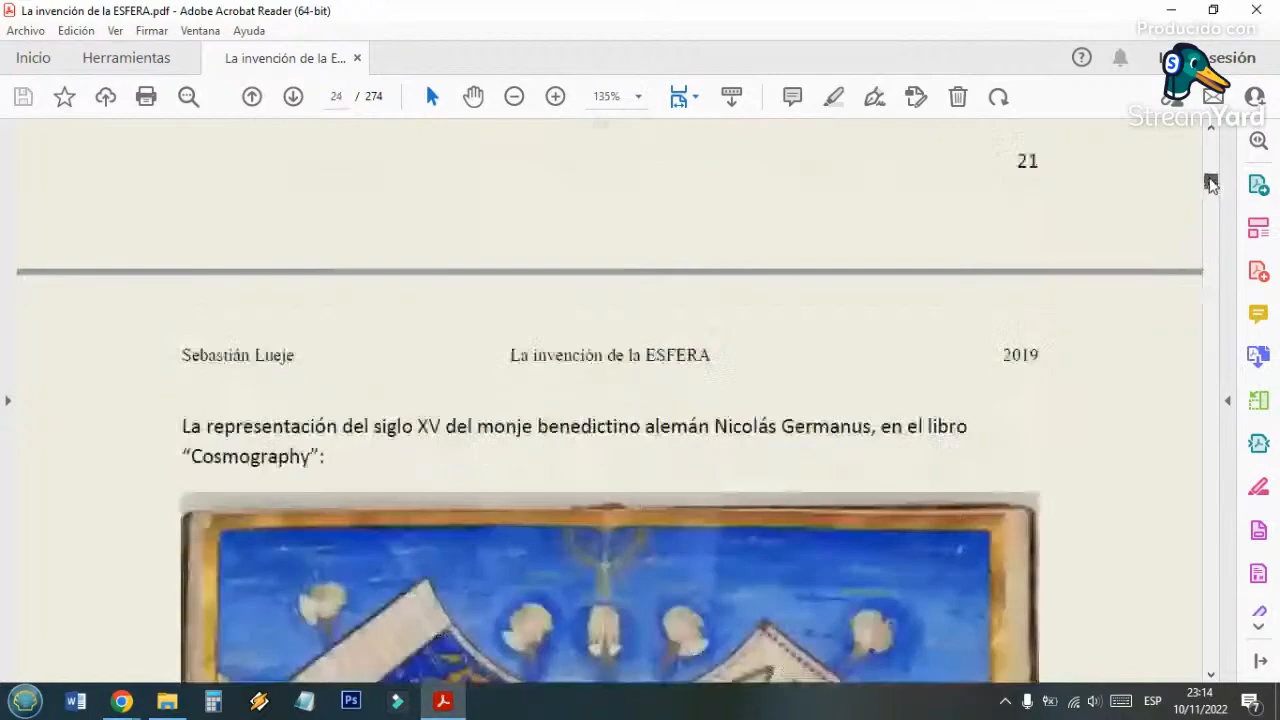 La invención de la ESFERA.pdf - Adobe Acrobat Reader (64-bit)
Archivo Edición Ver Firmar Ventana Ayuda
Producido con
StreamYard
Inicio Herramientas La invención de la E... sesión
24 / 274 135%
21
Sebastián Lueje La invención de la ESFERA 2019
La representación del siglo XV del monje benedictino alemán Nicolás Germanus, en el libro
“Cosmography”:
ESP
23:14
10/11/2022
7